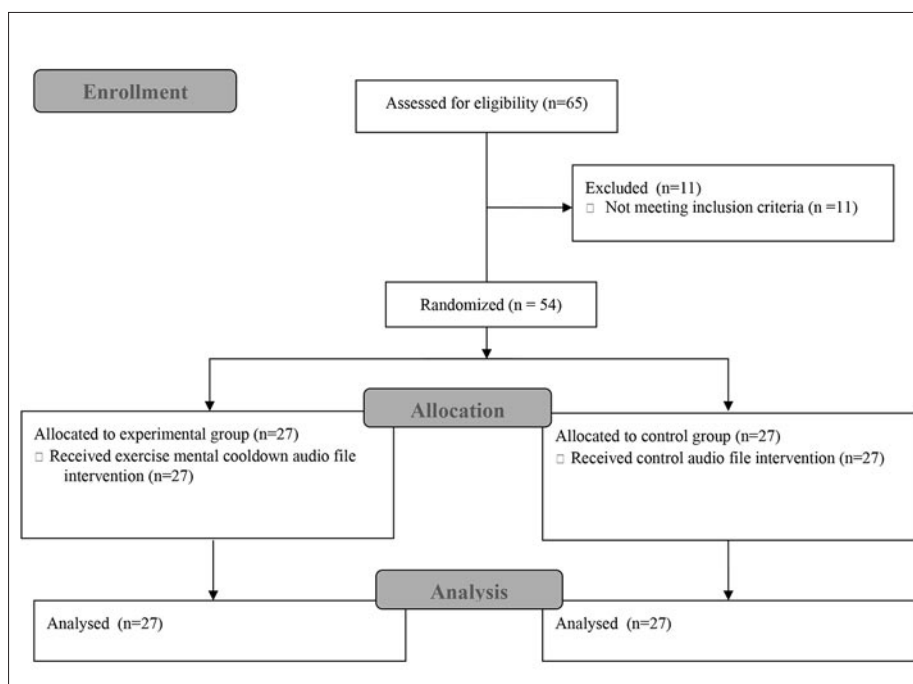 Enrollment
Assessed for eligibility (n=65)
Excluded (n=11)
□ Not meeting inclusion criteria (n =11)
Randomized (n = 54)
Allocation
Allocated to experimental group (n=27)
□ Received exercise mental cooldown audio file
intervention (n=27)
Allocated to control group (n=27)
□ Received control audio file intervention (n=27)
Analysis
Analysed (n=27)
Analysed (n=27)